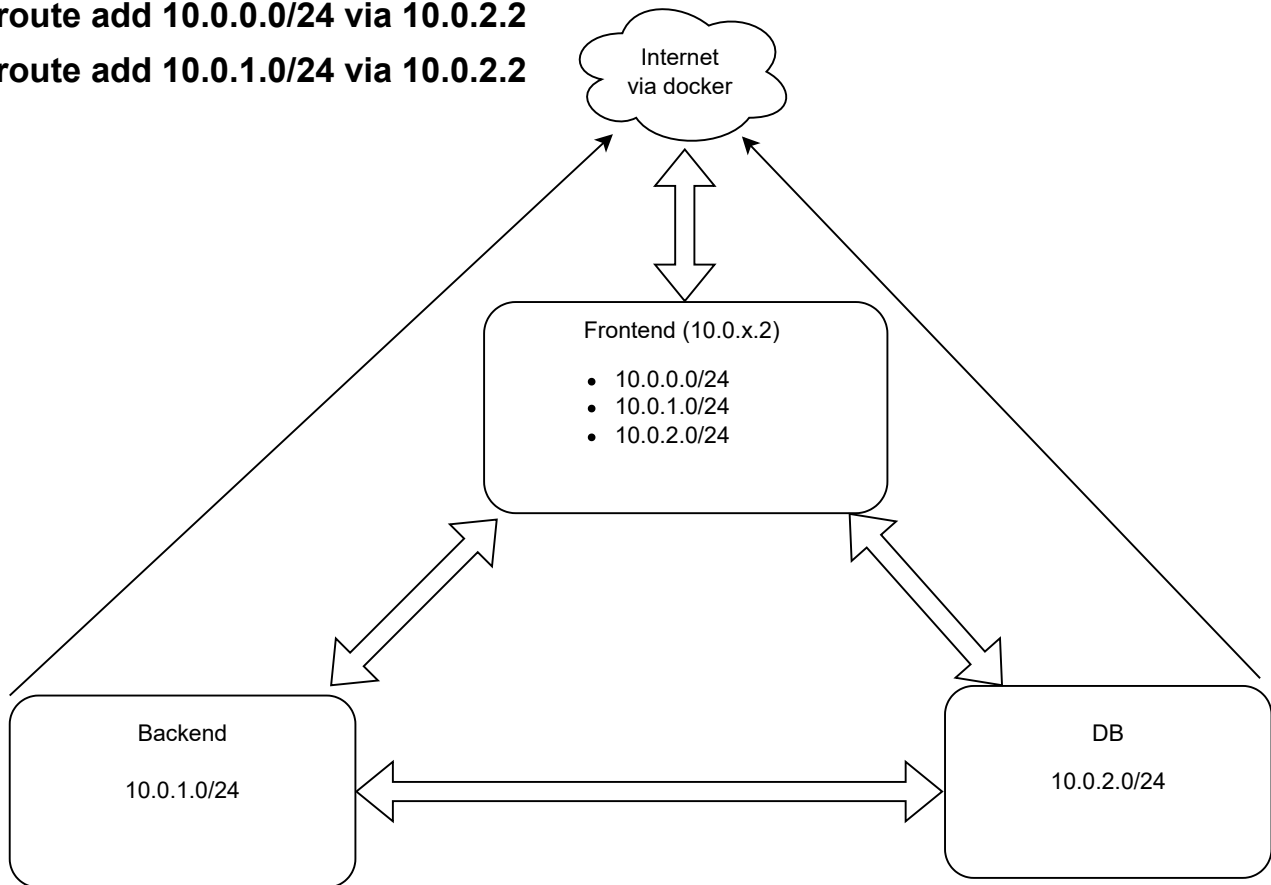 route add 10.0.0.0/24 via 10.0.2.2
route add 10.0.1.0/24 via 10.0.2.2
Internet
via docker
Frontend (10.0.x.2)
• 10.0.0.0/24
• 10.0.1.0/24
• 10.0.2.0/24
Backend
10.0.1.0/24
DB
10.0.2.0/24